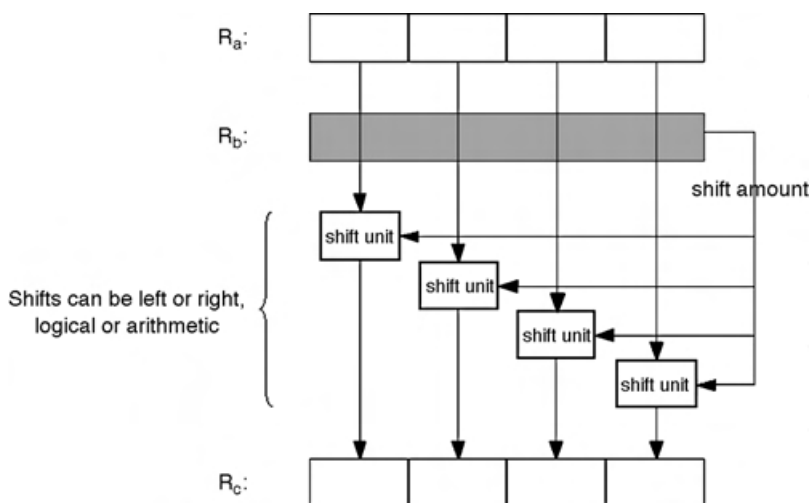 Ra:
Rb:
shift amount
shift unit
shift unit
Shifts can be left or right,
logical or arithmetic
shift unit
shift unit
Rc: